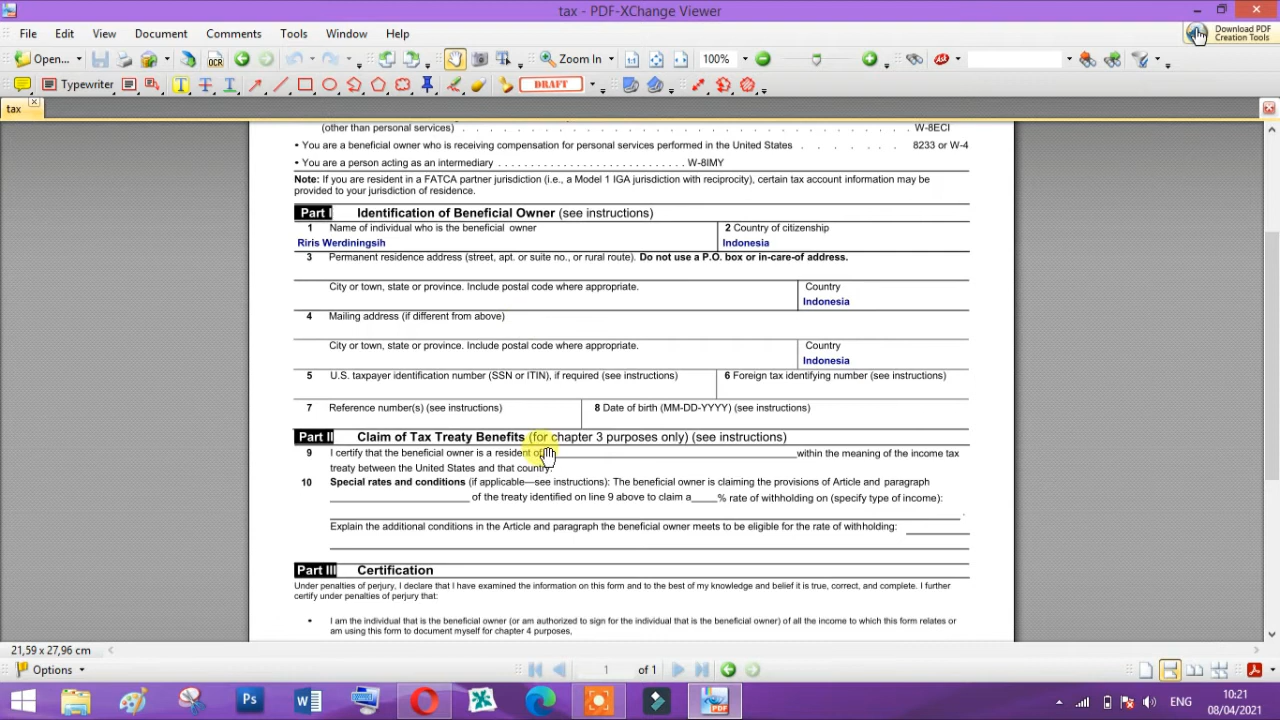 tax - PDF-XChange Viewer
File Edit View Document Comments Tools Window Help
Download PDF Creation Tools
Open... OCR Zoom In 100%
Typewriter T T T DRAFT
tax
(other than personal services) . . . . . . . . . . . . . . . . . . . . . . . . . . . . . W-8ECI
• You are a beneficial owner who is receiving compensation for personal services performed in the United States . . . . . . . 8233 or W-4
• You are a person acting as an intermediary . . . . . . . . . . . . . . . . . . . . . . . . . . . . W-8IMY
Note: If you are resident in a FATCA partner jurisdiction (i.e., a Model 1 IGA jurisdiction with reciprocity), certain tax account information may be
provided to your jurisdiction of residence.
Part I Identification of Beneficial Owner (see instructions)
1 Name of individual who is the beneficial owner 2 Country of citizenship
Riris Werdiningsih Indonesia
3 Permanent residence address (street, apt. or suite no., or rural route). Do not use a P.O. box or in-care-of address.
City or town, state or province. Include postal code where appropriate. Country
Indonesia
4 Mailing address (if different from above)
City or town, state or province. Include postal code where appropriate. Country
Indonesia
5 U.S. taxpayer identification number (SSN or ITIN), if required (see instructions) 6 Foreign tax identifying number (see instructions)
7 Reference number(s) (see instructions) 8 Date of birth (MM-DD-YYYY) (see instructions)
Part II Claim of Tax Treaty Benefits (for chapter 3 purposes only) (see instructions)
9 I certify that the beneficial owner is a resident of within the meaning of the income tax
treaty between the United States and that country.
10 Special rates and conditions (if applicable—see instructions): The beneficial owner is claiming the provisions of Article and paragraph
of the treaty identified on line 9 above to claim a % rate of withholding on (specify type of income):
.
Explain the additional conditions in the Article and paragraph the beneficial owner meets to be eligible for the rate of withholding:
Part III Certification
Under penalties of perjury, I declare that I have examined the information on this form and to the best of my knowledge and belief it is true, correct, and complete. I further
certify under penalties of perjury that:
• I am the individual that is the beneficial owner (or am authorized to sign for the individual that is the beneficial owner) of all the income to which this form relates or
am using this form to document myself for chapter 4 purposes,
21,59 x 27,96 cm
Options 1 of 1
Ps W PDF ENG 10:21
08/04/2021